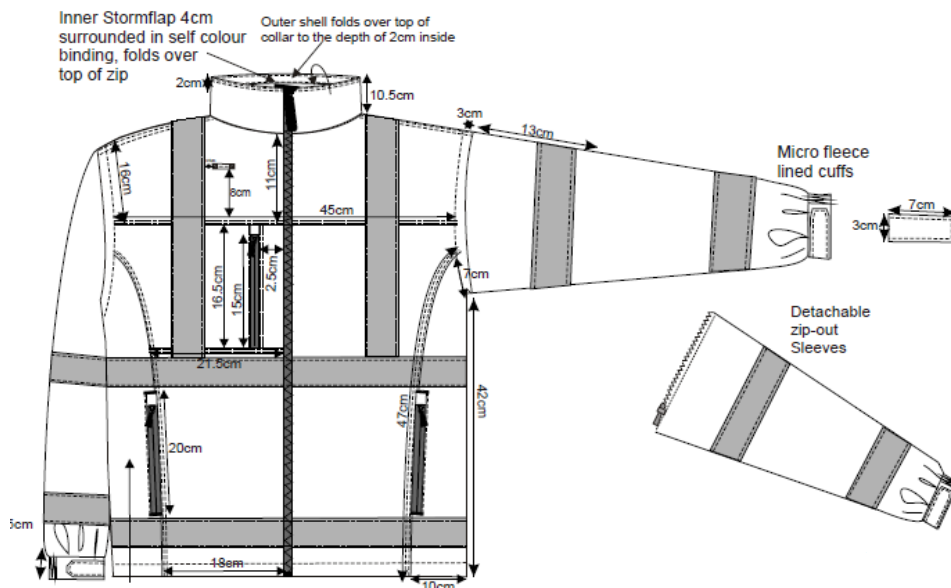 Inner Stormflap 4cm
surrounded in self colour
binding, folds over
top of zip
Outer shell folds over top of
collar to the depth of 2cm inside
2cm
10.5cm
3cm
13cm
Micro fleece
lined cuffs
7cm
3cm
16cm
8cm
11cm
45cm
16.5cm
15cm
2.5cm
7cm
21.5cm
Detachable
zip-out
Sleeves
42cm
47cm
20cm
5cm
18cm
10cm